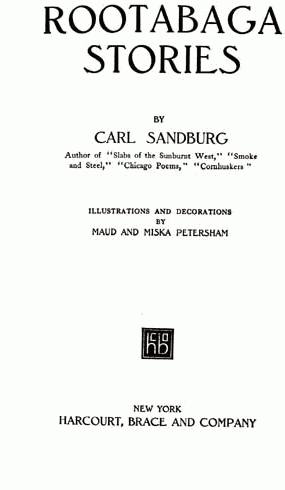 ROOTABAGA
STORIES
BY
CARL SANDBURG
Author of "Slabs of the Sunburnt West," "Smoke
and Steel," "Chicago Poems," "Cornhuskers"
ILLUSTRATIONS AND DECORATIONS
BY
MAUD AND MISKA PETERSHAM
hb
NEW YORK
HARCOURT, BRACE AND COMPANY